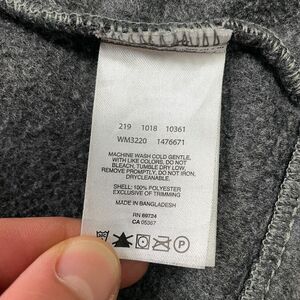 219 1018 10361
WM3220 1476671
MACHINE WASH COLD GENTLE,
WITH LIKE COLORS, DO NOT
BLEACH, TUMBLE DRY LOW,
REMOVE PROMPTLY, DO NOT IRON,
DRYCLEANABLE.
SHELL: 100% POLYESTER
EXCLUSIVE OF TRIMMING
MADE IN BANGLADESH
RN 69724
CA 05367
P